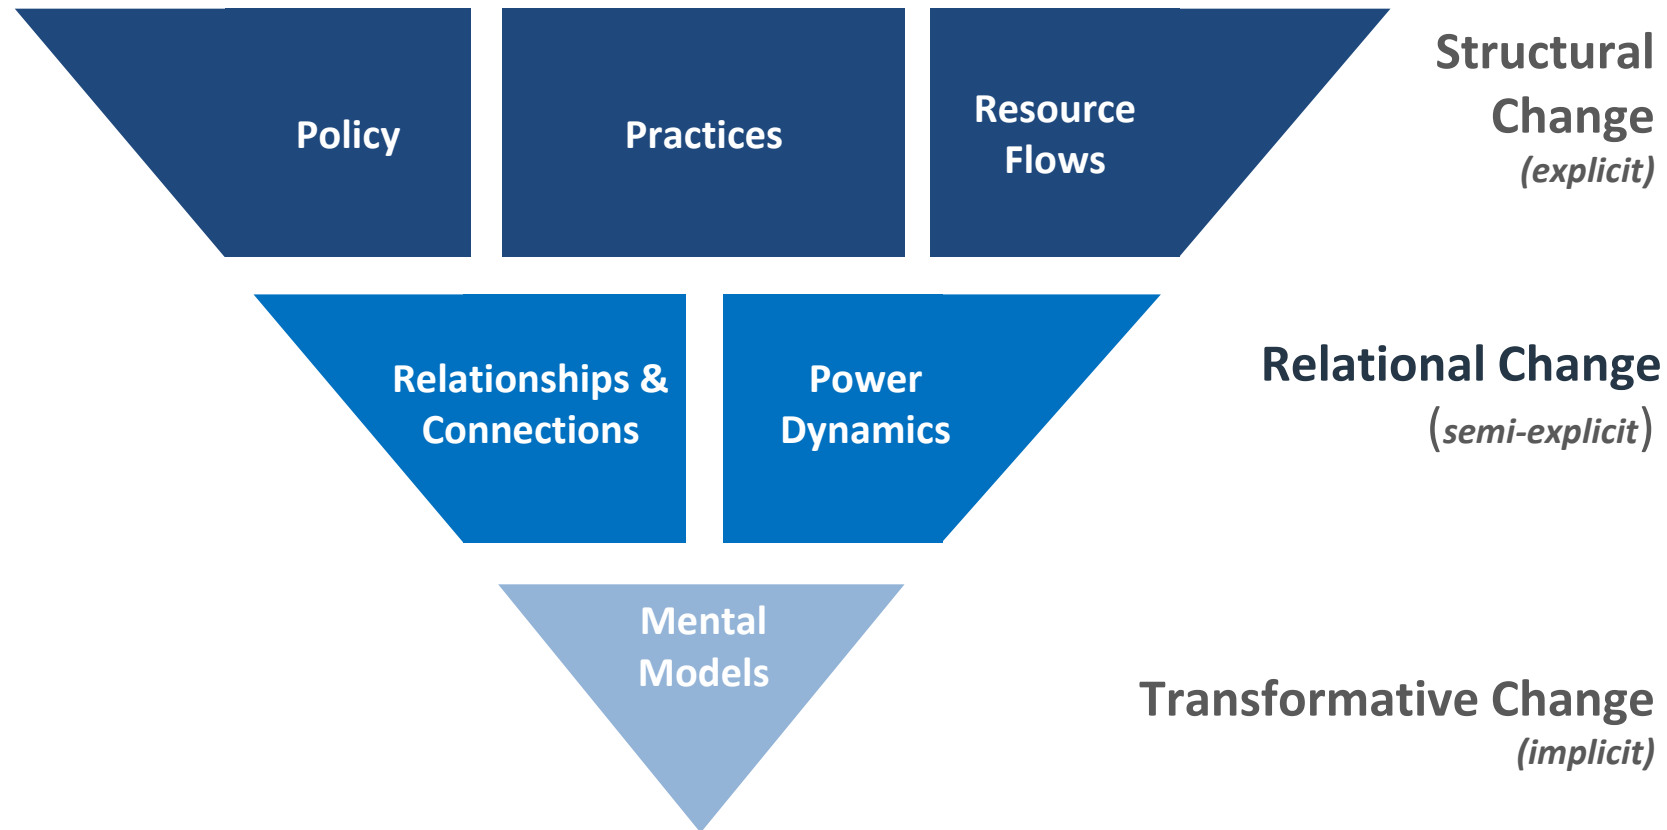 Policy
Practices
Resource
Flows
Structural
Change
(explicit)
Relationships &
Connections
Power
Dynamics
Relational Change
(semi-explicit)
Mental
Models
Transformative Change
(implicit)